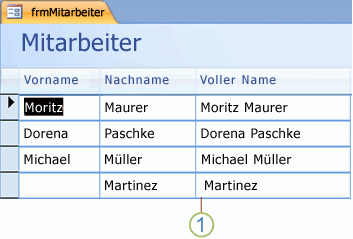 frmMitarbeiter
Mitarbeiter
Vorname Nachname Voller Name
Moritz Maurer Moritz Maurer
Dorena Paschke Dorena Paschke
Michael Müller Michael Müller
Martinez Martinez
1